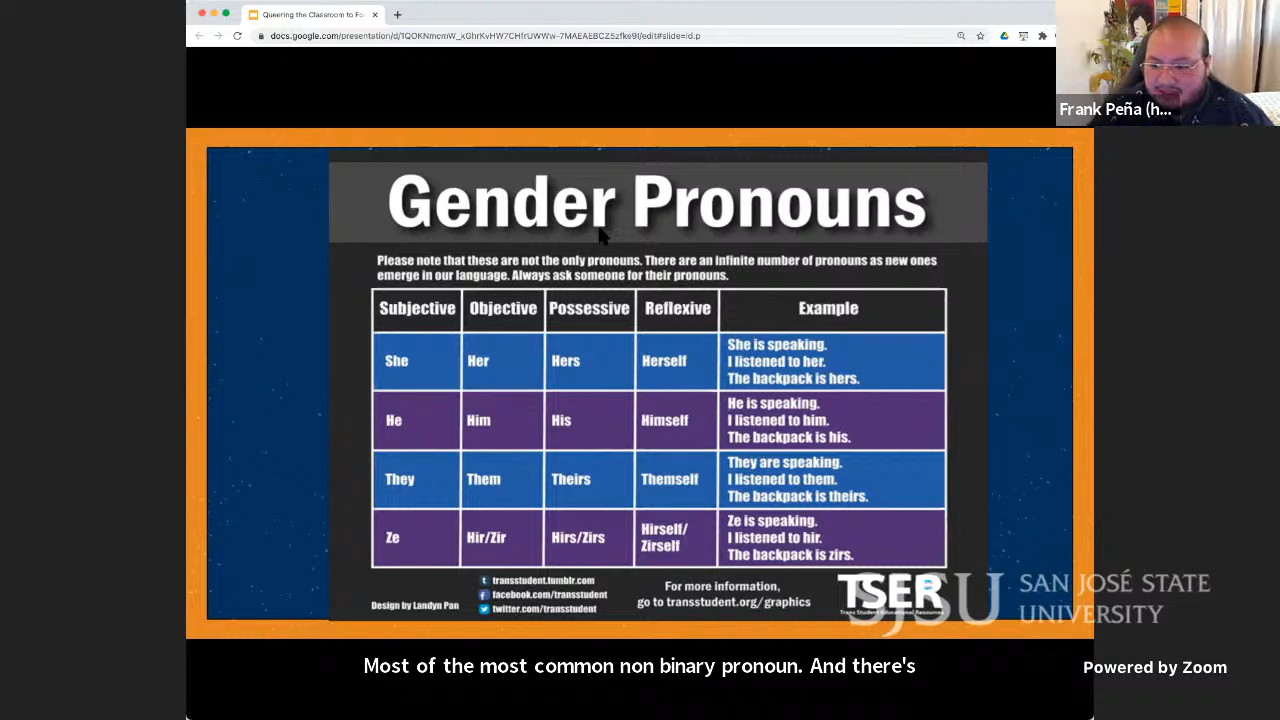 Queering the Classroom to Fo
docs.google.com/presentation/d/1QOKNmcmW_kGhrKvHW7CHfrUWWw-7MAEAEBCZ5zfke9I/edit#slide=id.p
Frank Peña (h...
Gender Pronouns
Please note that these are not the only pronouns. There are an infinite number of pronouns as new ones
emerge in our language. Always ask someone for their pronouns.
Subjective Objective Possessive Reflexive Example
She Her Hers Herself She is speaking.
I listened to her.
The backpack is hers.
He Him His Himself He is speaking.
I listened to him.
The backpack is his.
They Them Theirs Themself They are speaking.
I listened to them.
The backpack is theirs.
Ze Hir/Zir Hirs/Zirs Hirself/
Zirself
Ze is speaking.
I listened to hir.
The backpack is zirs.
Design by Landyn Pan
transstudent.tumblr.com
facebook.com/transstudent
twitter.com/transstudent
For more information,
go to transstudent.org/graphics
TSER
Trans Student Educational Resources
SJSU SAN JOSÉ STATE
UNIVERSITY
Most of the most common non binary pronoun. And there's
Powered by Zoom